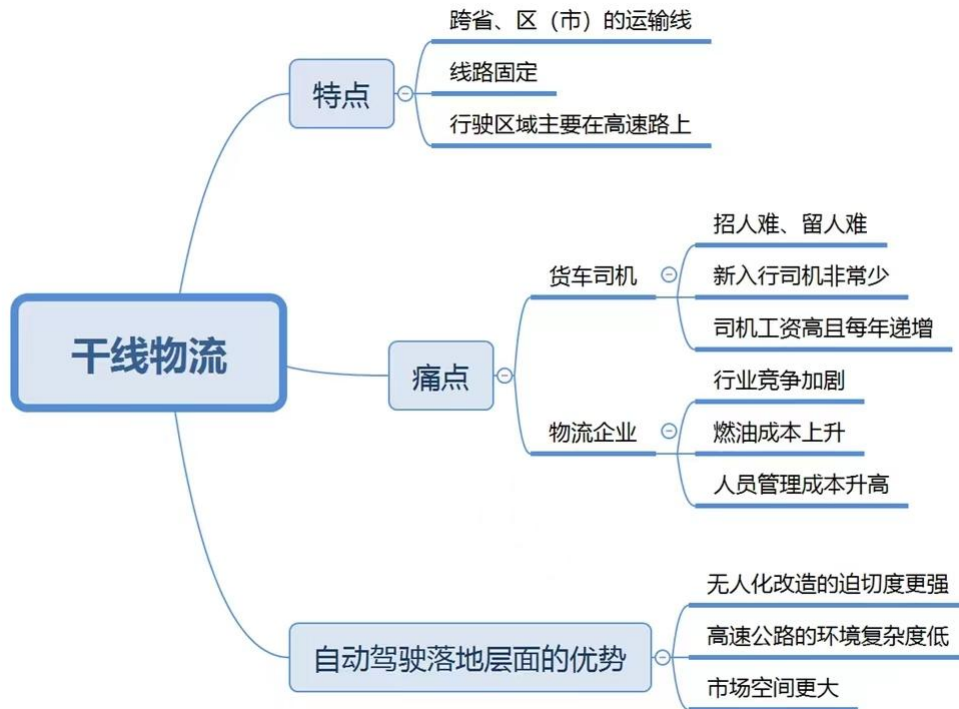 干线物流
特点
跨省、区（市）的运输线
线路固定
行驶区域主要在高速路上
痛点
货车司机
招人难、留人难
新入行司机非常少
司机工资高且每年递增
物流企业
行业竞争加剧
燃油成本上升
人员管理成本升高
自动驾驶落地层面的优势
无人化改造的迫切度更强
高速公路的环境复杂度低
市场空间更大